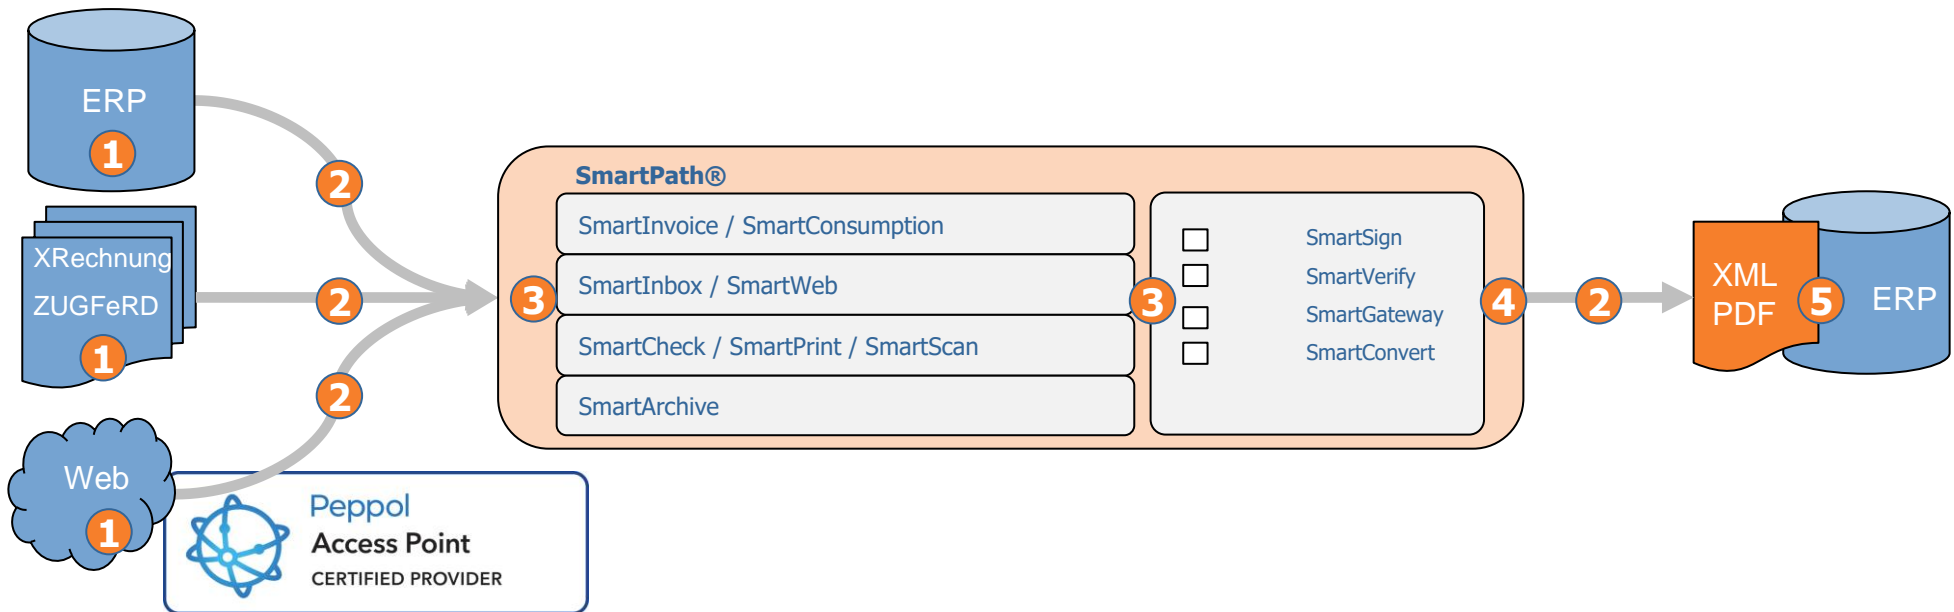 ERP
1
2
XRechnung
ZUGFeRD
1
2
Web
1
2
Peppol
Access Point
CERTIFIED PROVIDER
SmartPath®
3
SmartInvoice / SmartConsumption
SmartInbox / SmartWeb
SmartCheck / SmartPrint / SmartScan
SmartArchive
3
SmartSign
SmartVerify
SmartGateway
SmartConvert
4
2
XML
PDF
5
ERP